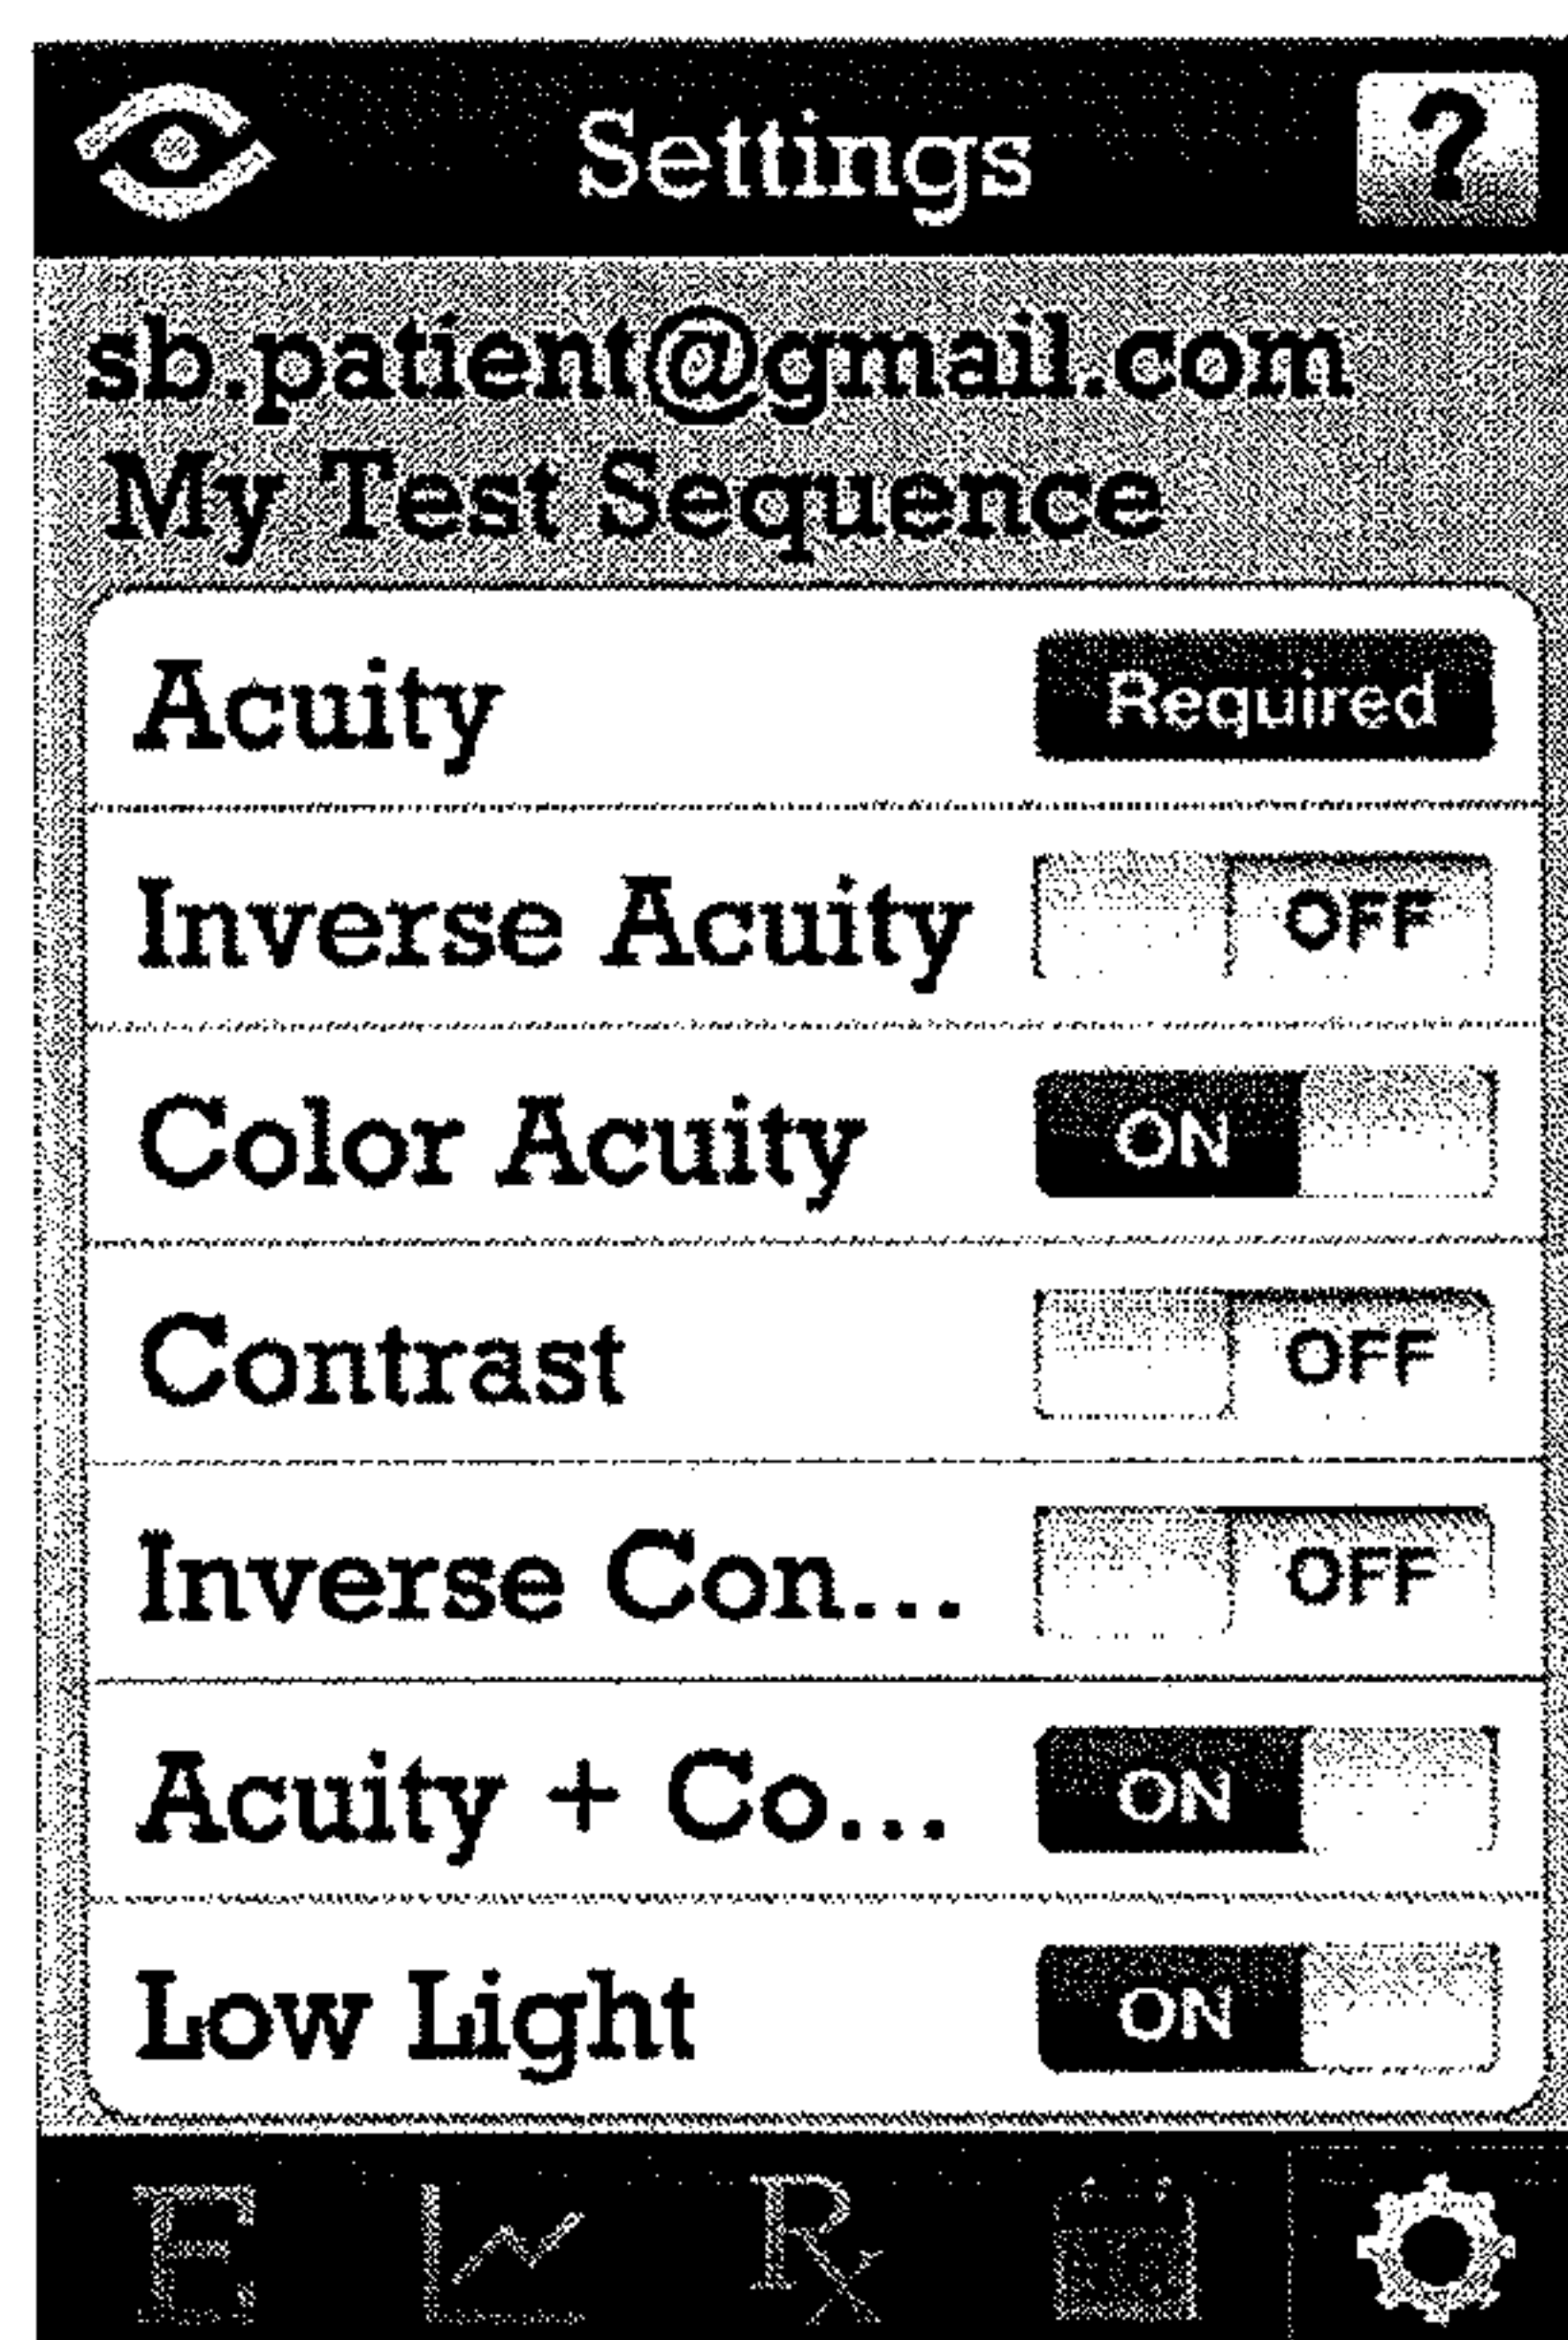 Settings ?
sb.patient@gmail.com
My Test Sequence
Acuity Required
Inverse Acuity OFF
Color Acuity ON
Contrast OFF
Inverse Con... OFF
Acuity + Co... ON
Low Light ON
E Rx